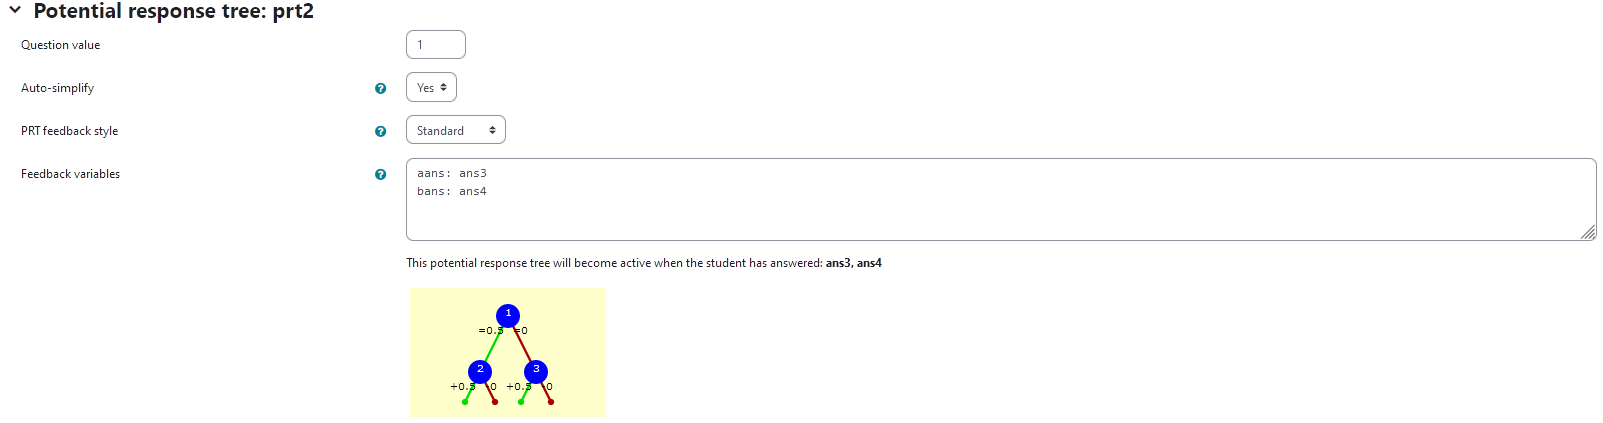 Potential response tree: prt2
Question value
1
Auto-simplify
?
Yes
PRT feedback style
?
Standard
Feedback variables
?
aans: ans3
bans: ans4
This potential response tree will become active when the student has answered: ans3, ans4
1
=0.5 =0
2 3
+0.5 -0 +0.5 -0